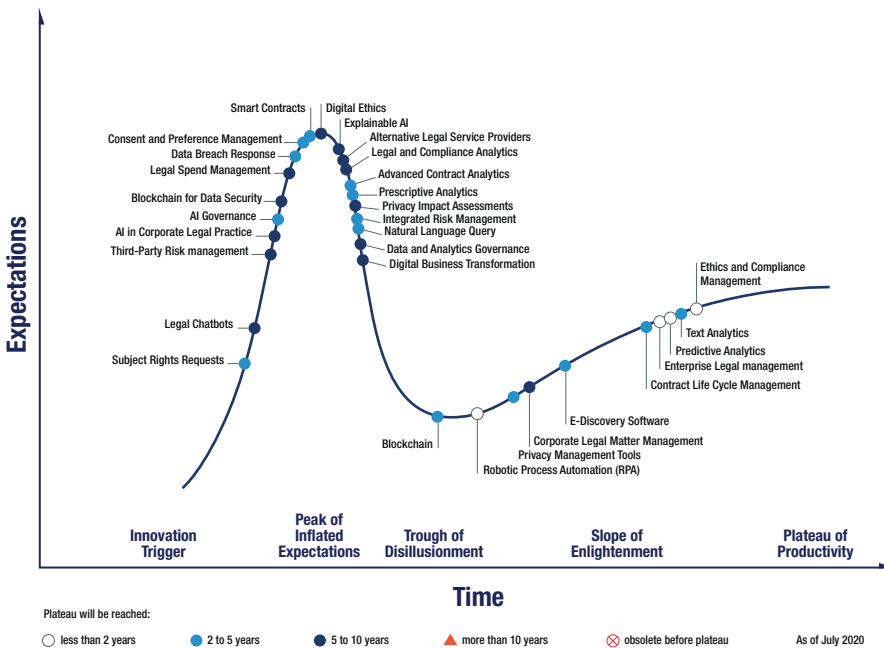 Smart Contracts
Digital Ethics
Explainable AI
Consent and Preference Management
Alternative Legal Service Providers
Data Breach Response
Legal and Compliance Analytics
Legal Spend Management
Advanced Contract Analytics
Blockchain for Data Security
Prescriptive Analytics
Privacy Impact Assessments
AI Governance
Integrated Risk Management
AI in Corporate Legal Practice
Natural Language Query
Third-Party Risk management
Data and Analytics Governance
Digital Business Transformation
Legal Chatbots
Subject Rights Requests
Ethics and Compliance
Management
Text Analytics
Predictive Analytics
Enterprise Legal management
Contract Life Cycle Management
E-Discovery Software
Blockchain
Corporate Legal Matter Management
Privacy Management Tools
Robotic Process Automation (RPA)
Expectations
Innovation
Trigger
Peak of
Inflated
Expectations
Trough of
Disillusionment
Slope of
Enlightenment
Plateau of
Productivity
Time
Plateau will be reached:
less than 2 years
2 to 5 years
5 to 10 years
more than 10 years
obsolete before plateau
As of July 2020